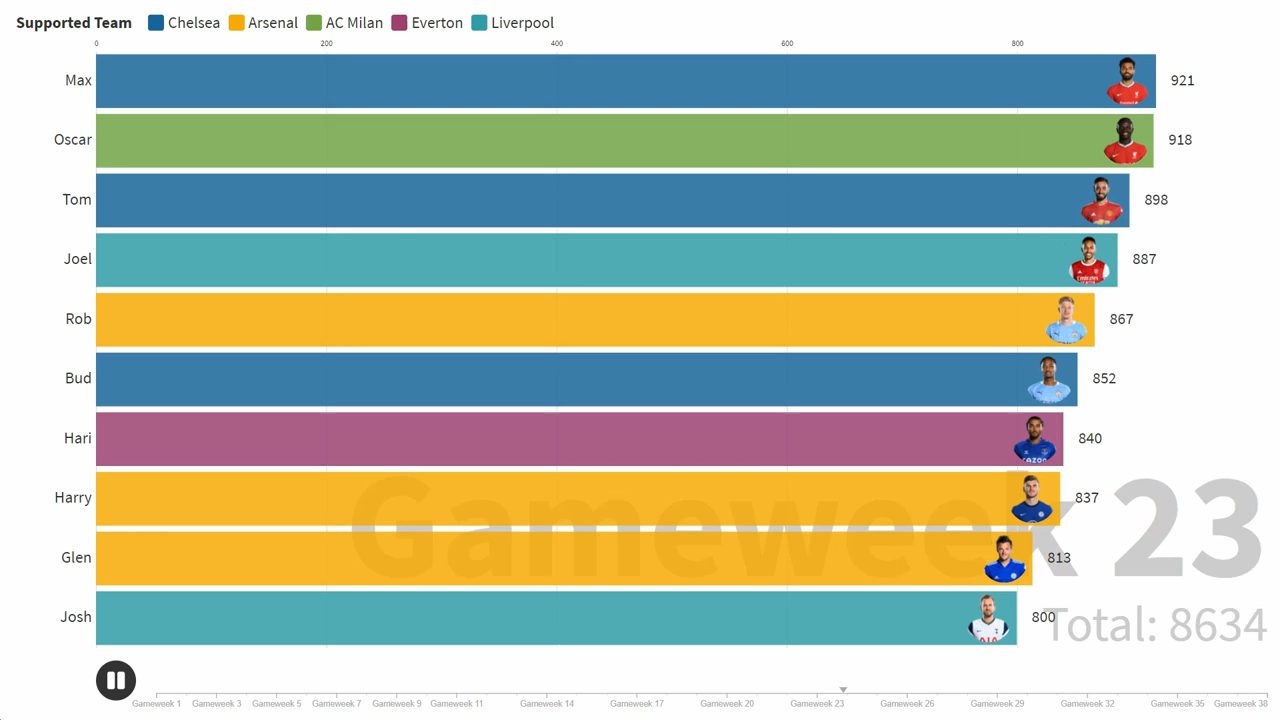 Supported Team Chelsea Arsenal AC Milan Everton Liverpool
0 200 400 600 800
Max 921
Oscar 918
Tom 898
Joel 887
Rob 867
Bud 852
Hari 840
Harry 837
Gameweek 23
Glen 813
Josh 800
Total: 8634
Gameweek 1 Gameweek 3 Gameweek 5 Gameweek 7 Gameweek 9 Gameweek 11 Gameweek 14 Gameweek 17 Gameweek 20 Gameweek 23 Gameweek 26 Gameweek 29 Gameweek 32 Gameweek 35 Gameweek 38